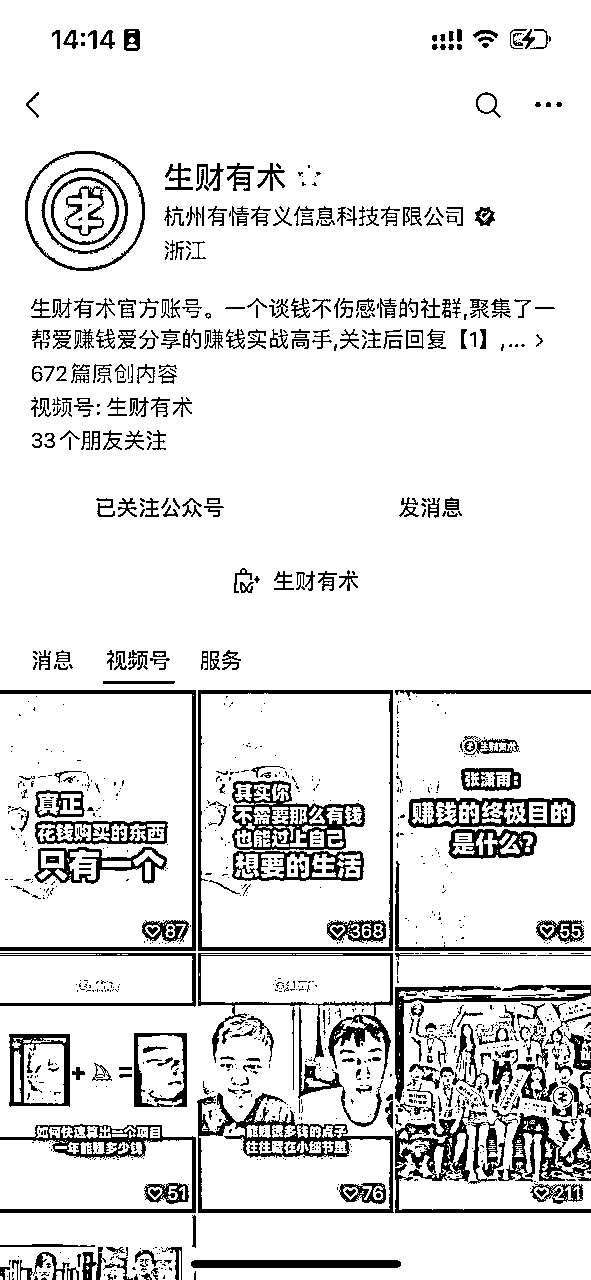 14:14
生财有术
杭州有情有义信息科技有限公司
浙江
生财有术官方账号。一个谈钱不伤感情的社群,聚集了一
帮爱赚钱爱分享的赚钱实战高手,关注后回复【1】,...
672篇原创内容
视频号: 生财有术
33个朋友关注
已关注公众号
发消息
生财有术
消息
视频号
服务
真正
花钱购买的东西
只有一个
87
其实你
不需要那么有钱
也能过上自己
想要的生活
368
生财有术
张潇雨：
赚钱的终极目的
是什么？
55
如何快速算出一个项目
一年能赚多少钱
51
能赚更多钱的点子
往往藏在小细节里
76
211